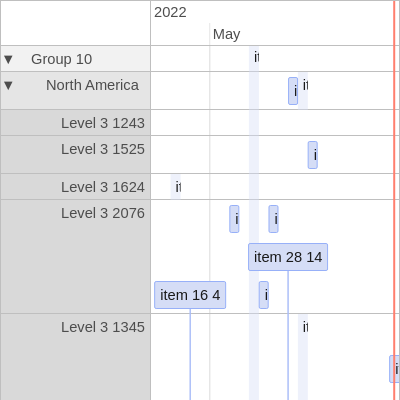 2022
May
▼ Group 10
▼ North America
Level 3 1243
Level 3 1525
Level 3 1624
Level 3 2076
item 28 14
item 16 4
Level 3 1345